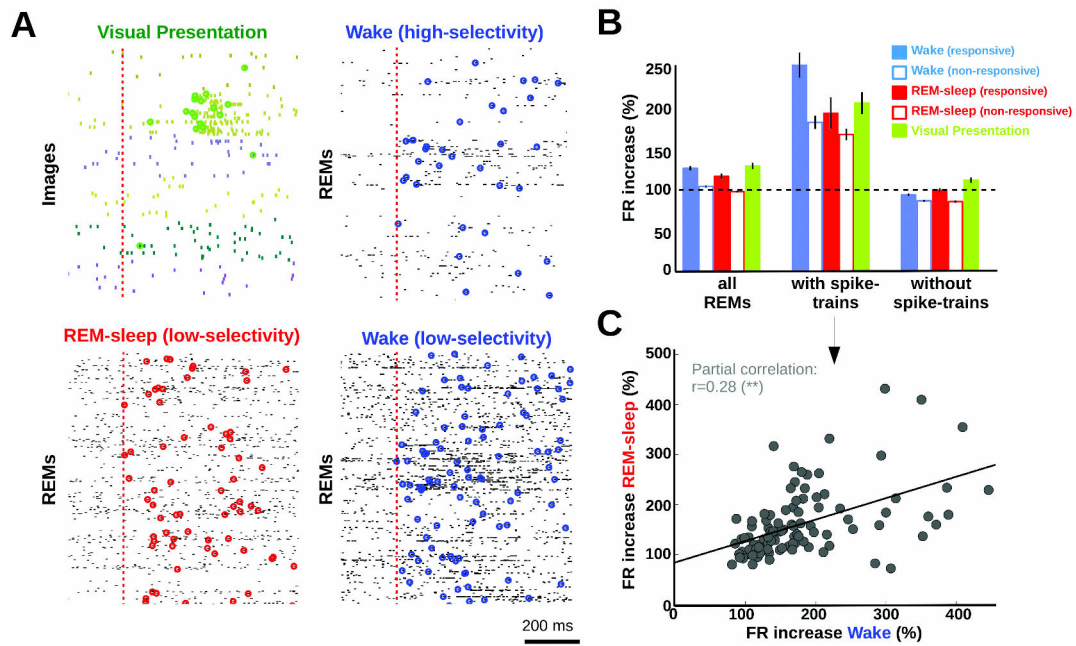 A
Visual Presentation
Images
Wake (high-selectivity)
REMs
REM-sleep (low-selectivity)
REMs
Wake (low-selectivity)
REMs
200 ms
B
FR increase (%)
250
200
150
100
50
0
Wake (responsive)
Wake (non-responsive)
REM-sleep (responsive)
REM-sleep (non-responsive)
Visual Presentation
all
REMs
with spike-
trains
without
spike-trains
C
FR increase REM-sleep (%)
500
400
300
200
100
0
Partial correlation:
r=0.28 (**)
0 100 200 300 400
FR increase Wake (%)